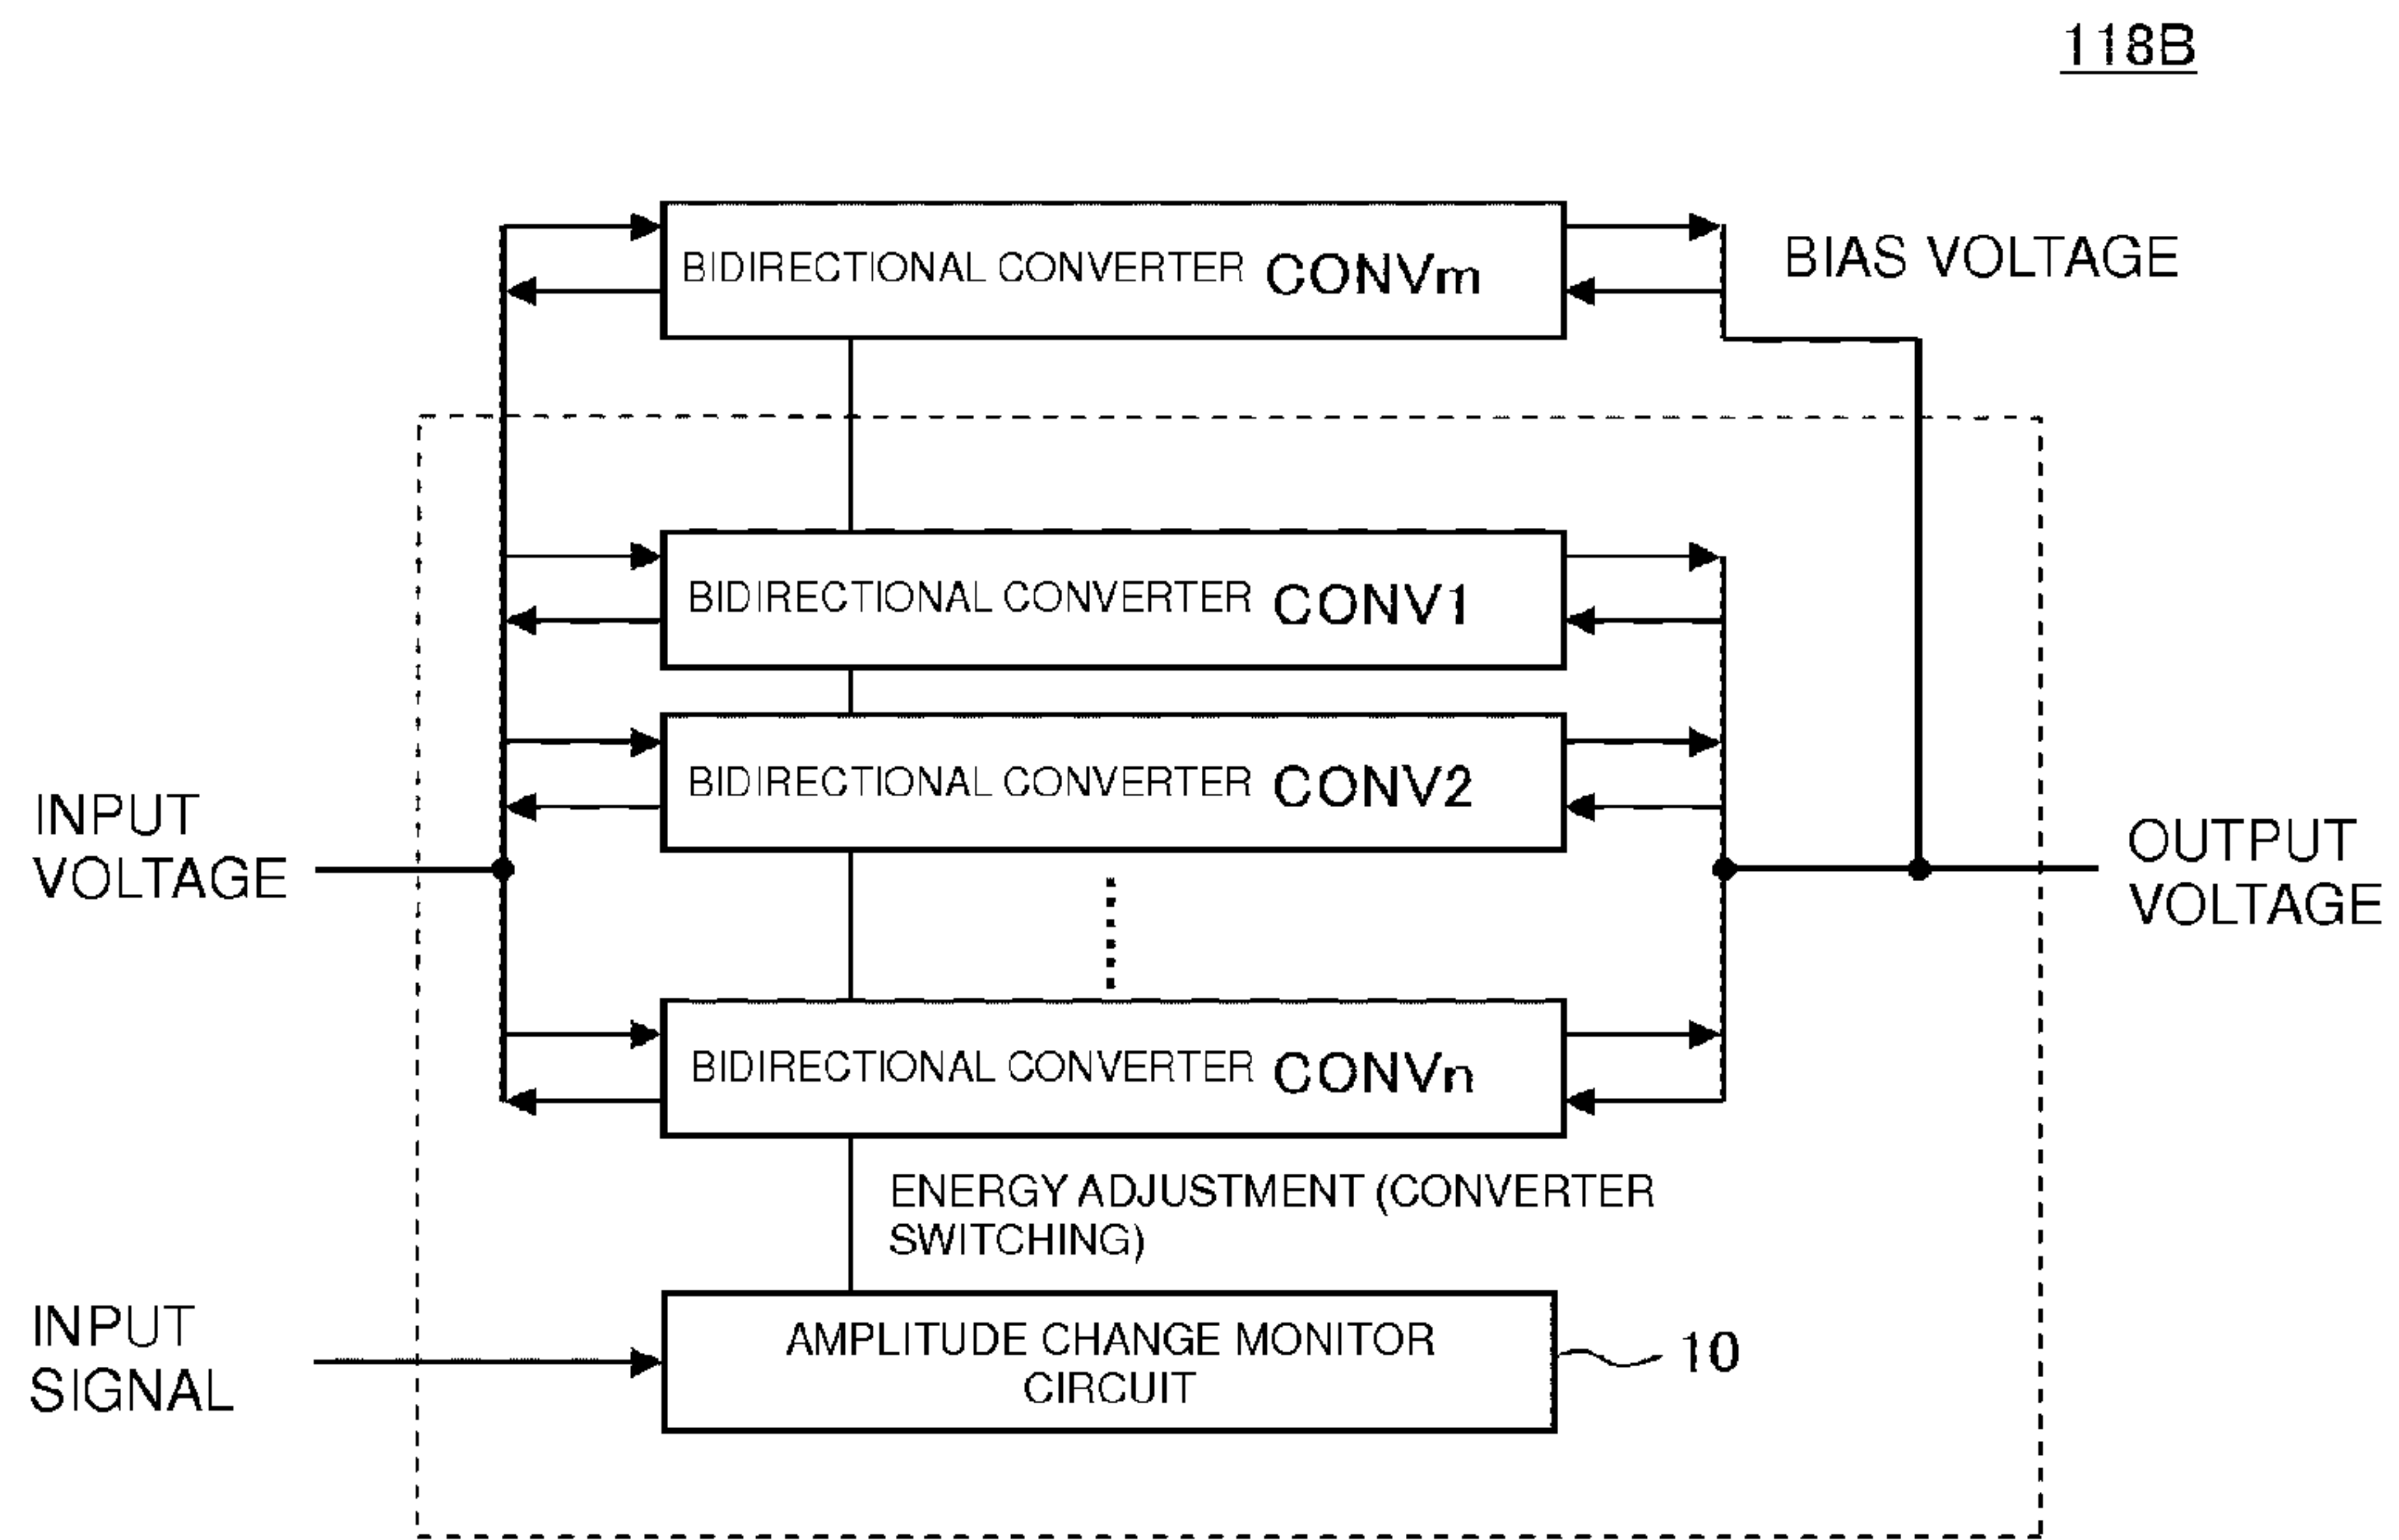 118B
BIDIRECTIONAL CONVERTER CONVm
BIAS VOLTAGE
BIDIRECTIONAL CONVERTER CONV1
BIDIRECTIONAL CONVERTER CONV2
INPUT
VOLTAGE
OUTPUT
VOLTAGE
BIDIRECTIONAL CONVERTER CONVn
ENERGY ADJUSTMENT (CONVERTER
SWITCHING)
INPUT
SIGNAL
AMPLITUDE CHANGE MONITOR
CIRCUIT
10